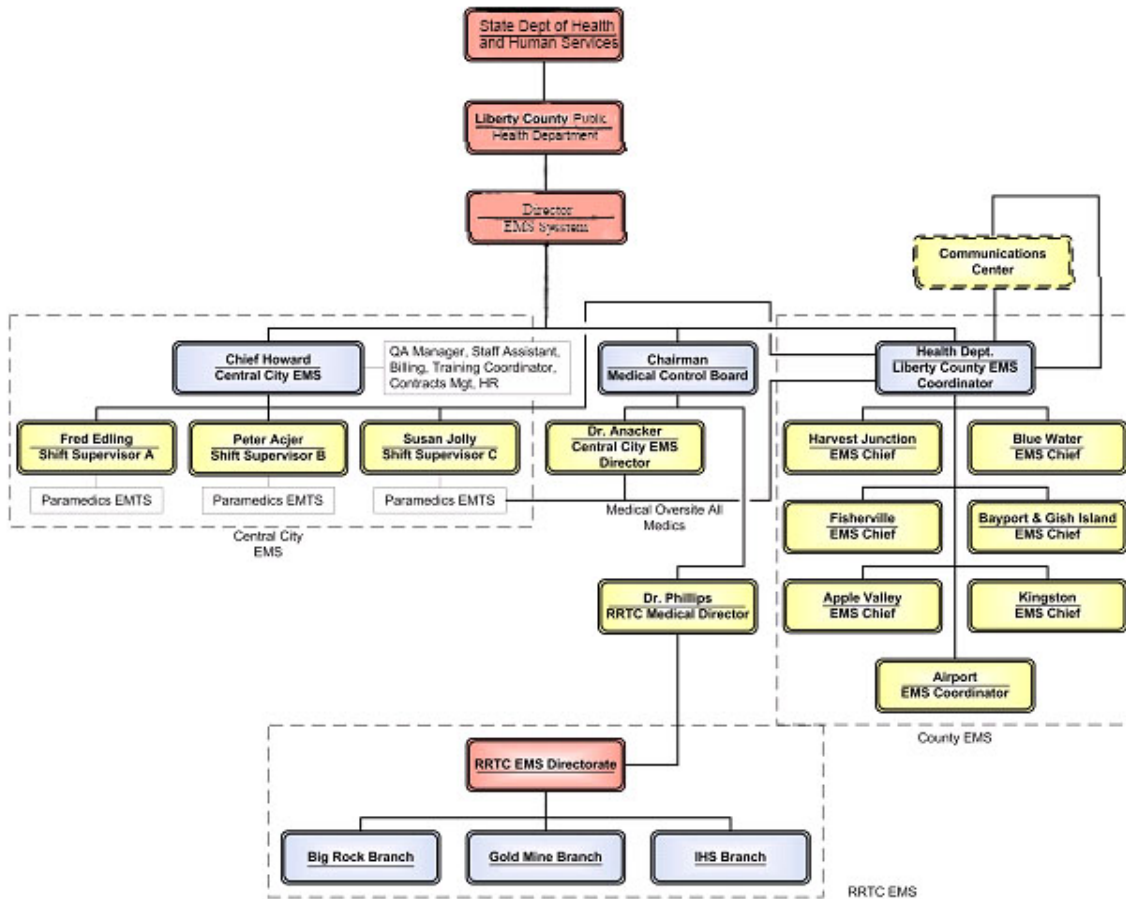 State Dept of Health
and Human Services
Liberty County Public
Health Department
Director
EMS Sysstem
Communications
Center
Chief Howard
Central City EMS
QA Manager, Staff Assistant,
Billing, Training Coordinator,
Contracts Mgt, HR
Chairman
Medical Control Board
Health Dept.
Liberty County EMS
Coordinator
Fred Edling
Shift Supervisor A
Peter Acjer
Shift Supervisor B
Susan Jolly
Shift Supervisor C
Dr. Anacker
Central City EMS
Director
Harvest Junction
EMS Chief
Blue Water
EMS Chief
Paramedics EMTS
Paramedics EMTS
Paramedics EMTS
Medical Oversite All
Medics
Central City
EMS
Fisherville
EMS Chief
Bayport & Gish Island
EMS Chief
Dr. Phillips
RRTC Medical Director
Apple Valley
EMS Chief
Kingston
EMS Chief
Airport
EMS Coordinator
County EMS
RRTC EMS Directorate
Big Rock Branch
Gold Mine Branch
IHS Branch
RRTC EMS